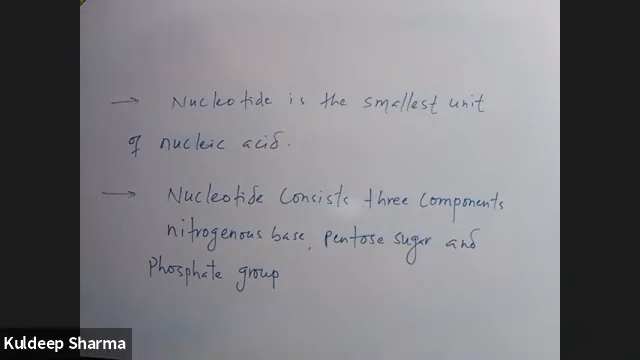 → Nucleotide is the smallest unit
of nucleic acid.
→ Nucleotide Consists three Components
nitrogenous base, pentose sugar and
Phosphate group
Kuldeep Sharma